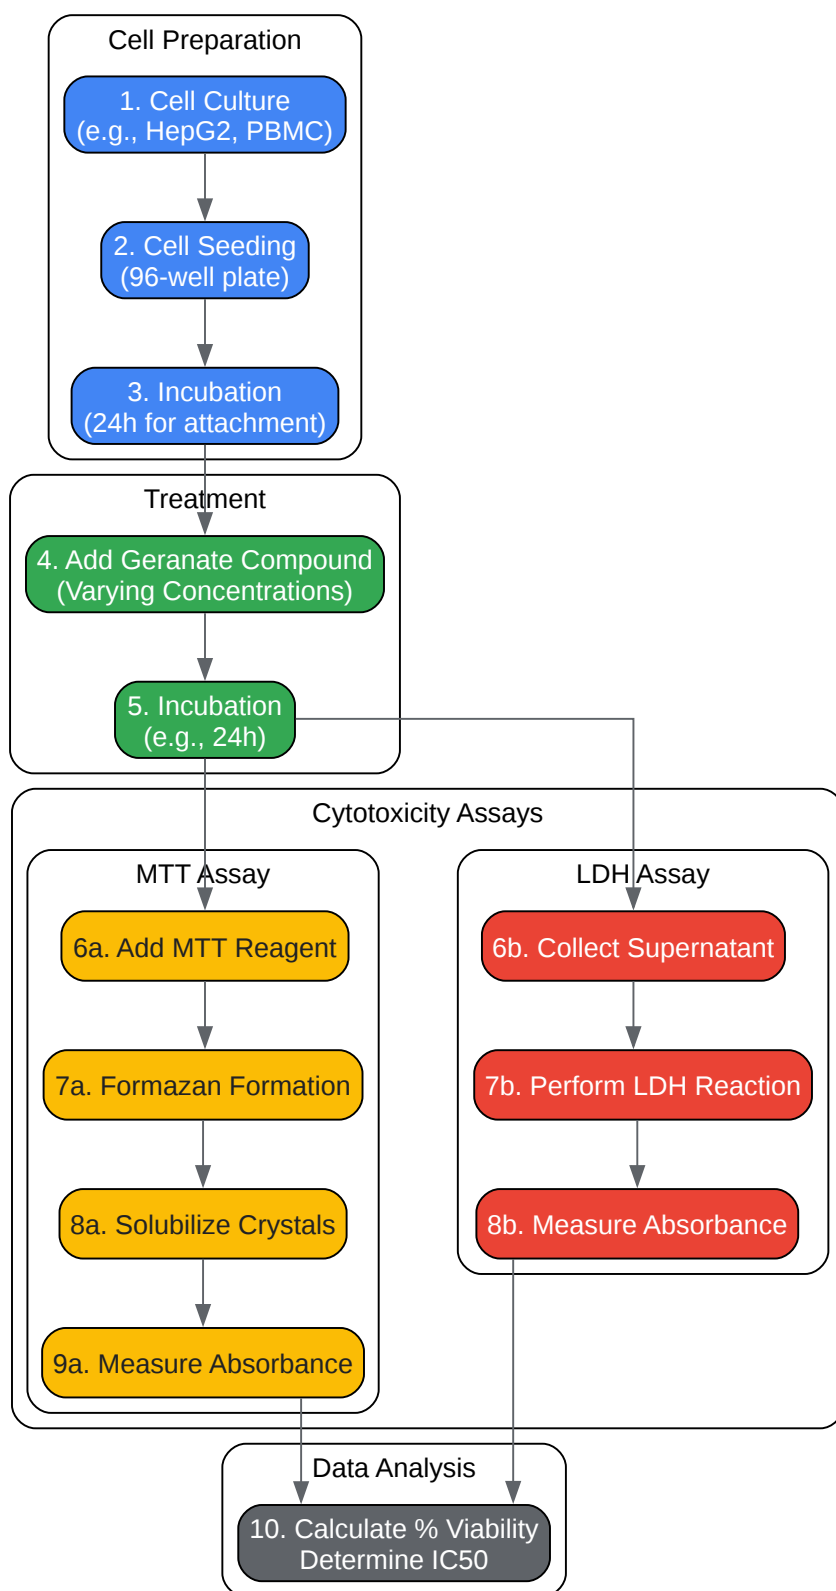 Cell Preparation
1. Cell Culture
(e.g., HepG2, PBMC)
2. Cell Seeding
(96-well plate)
3. Incubation
(24h for attachment)
Treatment
4. Add Geranate Compound
(Varying Concentrations)
5. Incubation
(e.g., 24h)
Cytotoxicity Assays
MTT Assay
6a. Add MTT Reagent
7a. Formazan Formation
8a. Solubilize Crystals
9a. Measure Absorbance
LDH Assay
6b. Collect Supernatant
7b. Perform LDH Reaction
8b. Measure Absorbance
Data Analysis
10. Calculate % Viability
Determine IC50